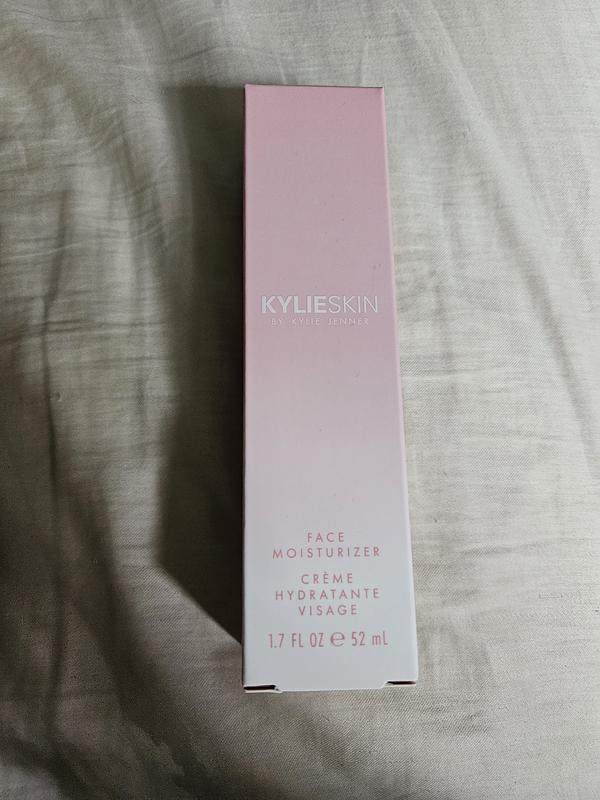 KYLIESKIN
BY KYLIE JENNER
FACE
MOISTURIZER
CRÈME
HYDRATANTE
VISAGE
1.7 FL OZ ℮ 52 mL